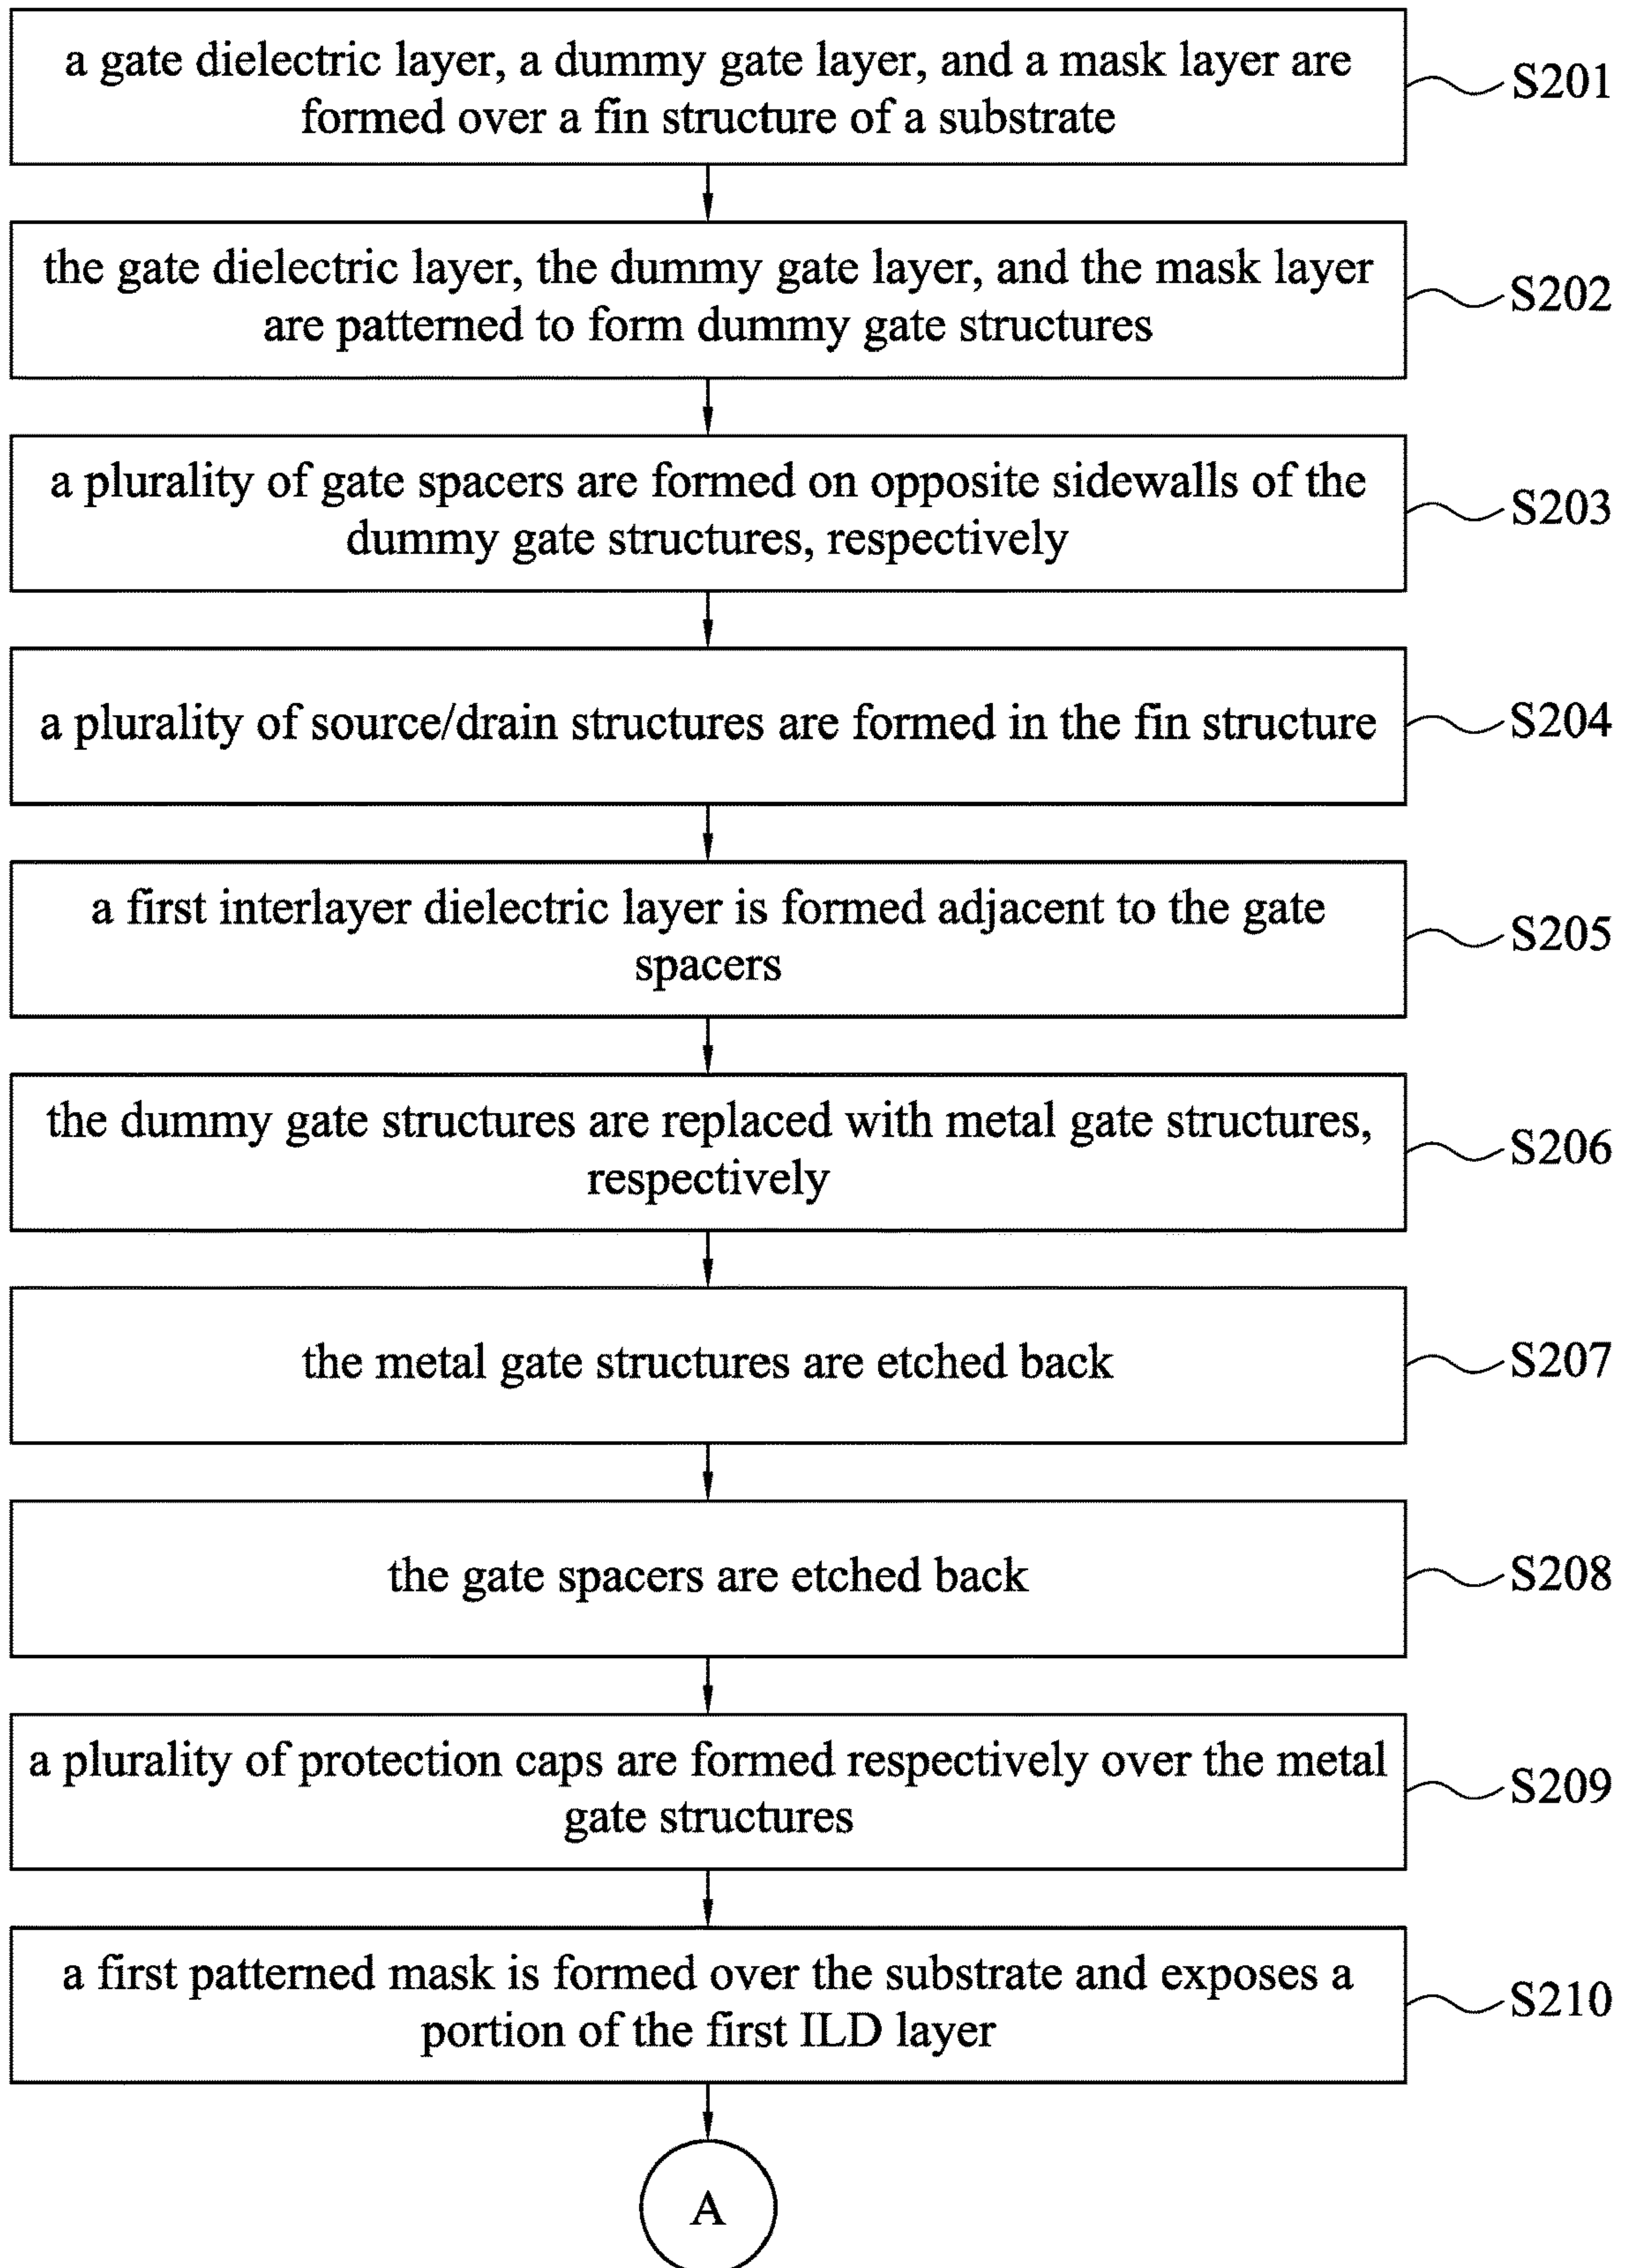 a gate dielectric layer, a dummy gate layer, and a mask layer are
formed over a fin structure of a substrate
S201
the gate dielectric layer, the dummy gate layer, and the mask layer
are patterned to form dummy gate structures
S202
a plurality of gate spacers are formed on opposite sidewalls of the
dummy gate structures, respectively
S203
a plurality of source/drain structures are formed in the fin structure
S204
a first interlayer dielectric layer is formed adjacent to the gate
spacers
S205
the dummy gate structures are replaced with metal gate structures,
respectively
S206
the metal gate structures are etched back
S207
the gate spacers are etched back
S208
a plurality of protection caps are formed respectively over the metal
gate structures
S209
a first patterned mask is formed over the substrate and exposes a
portion of the first ILD layer
S210
A